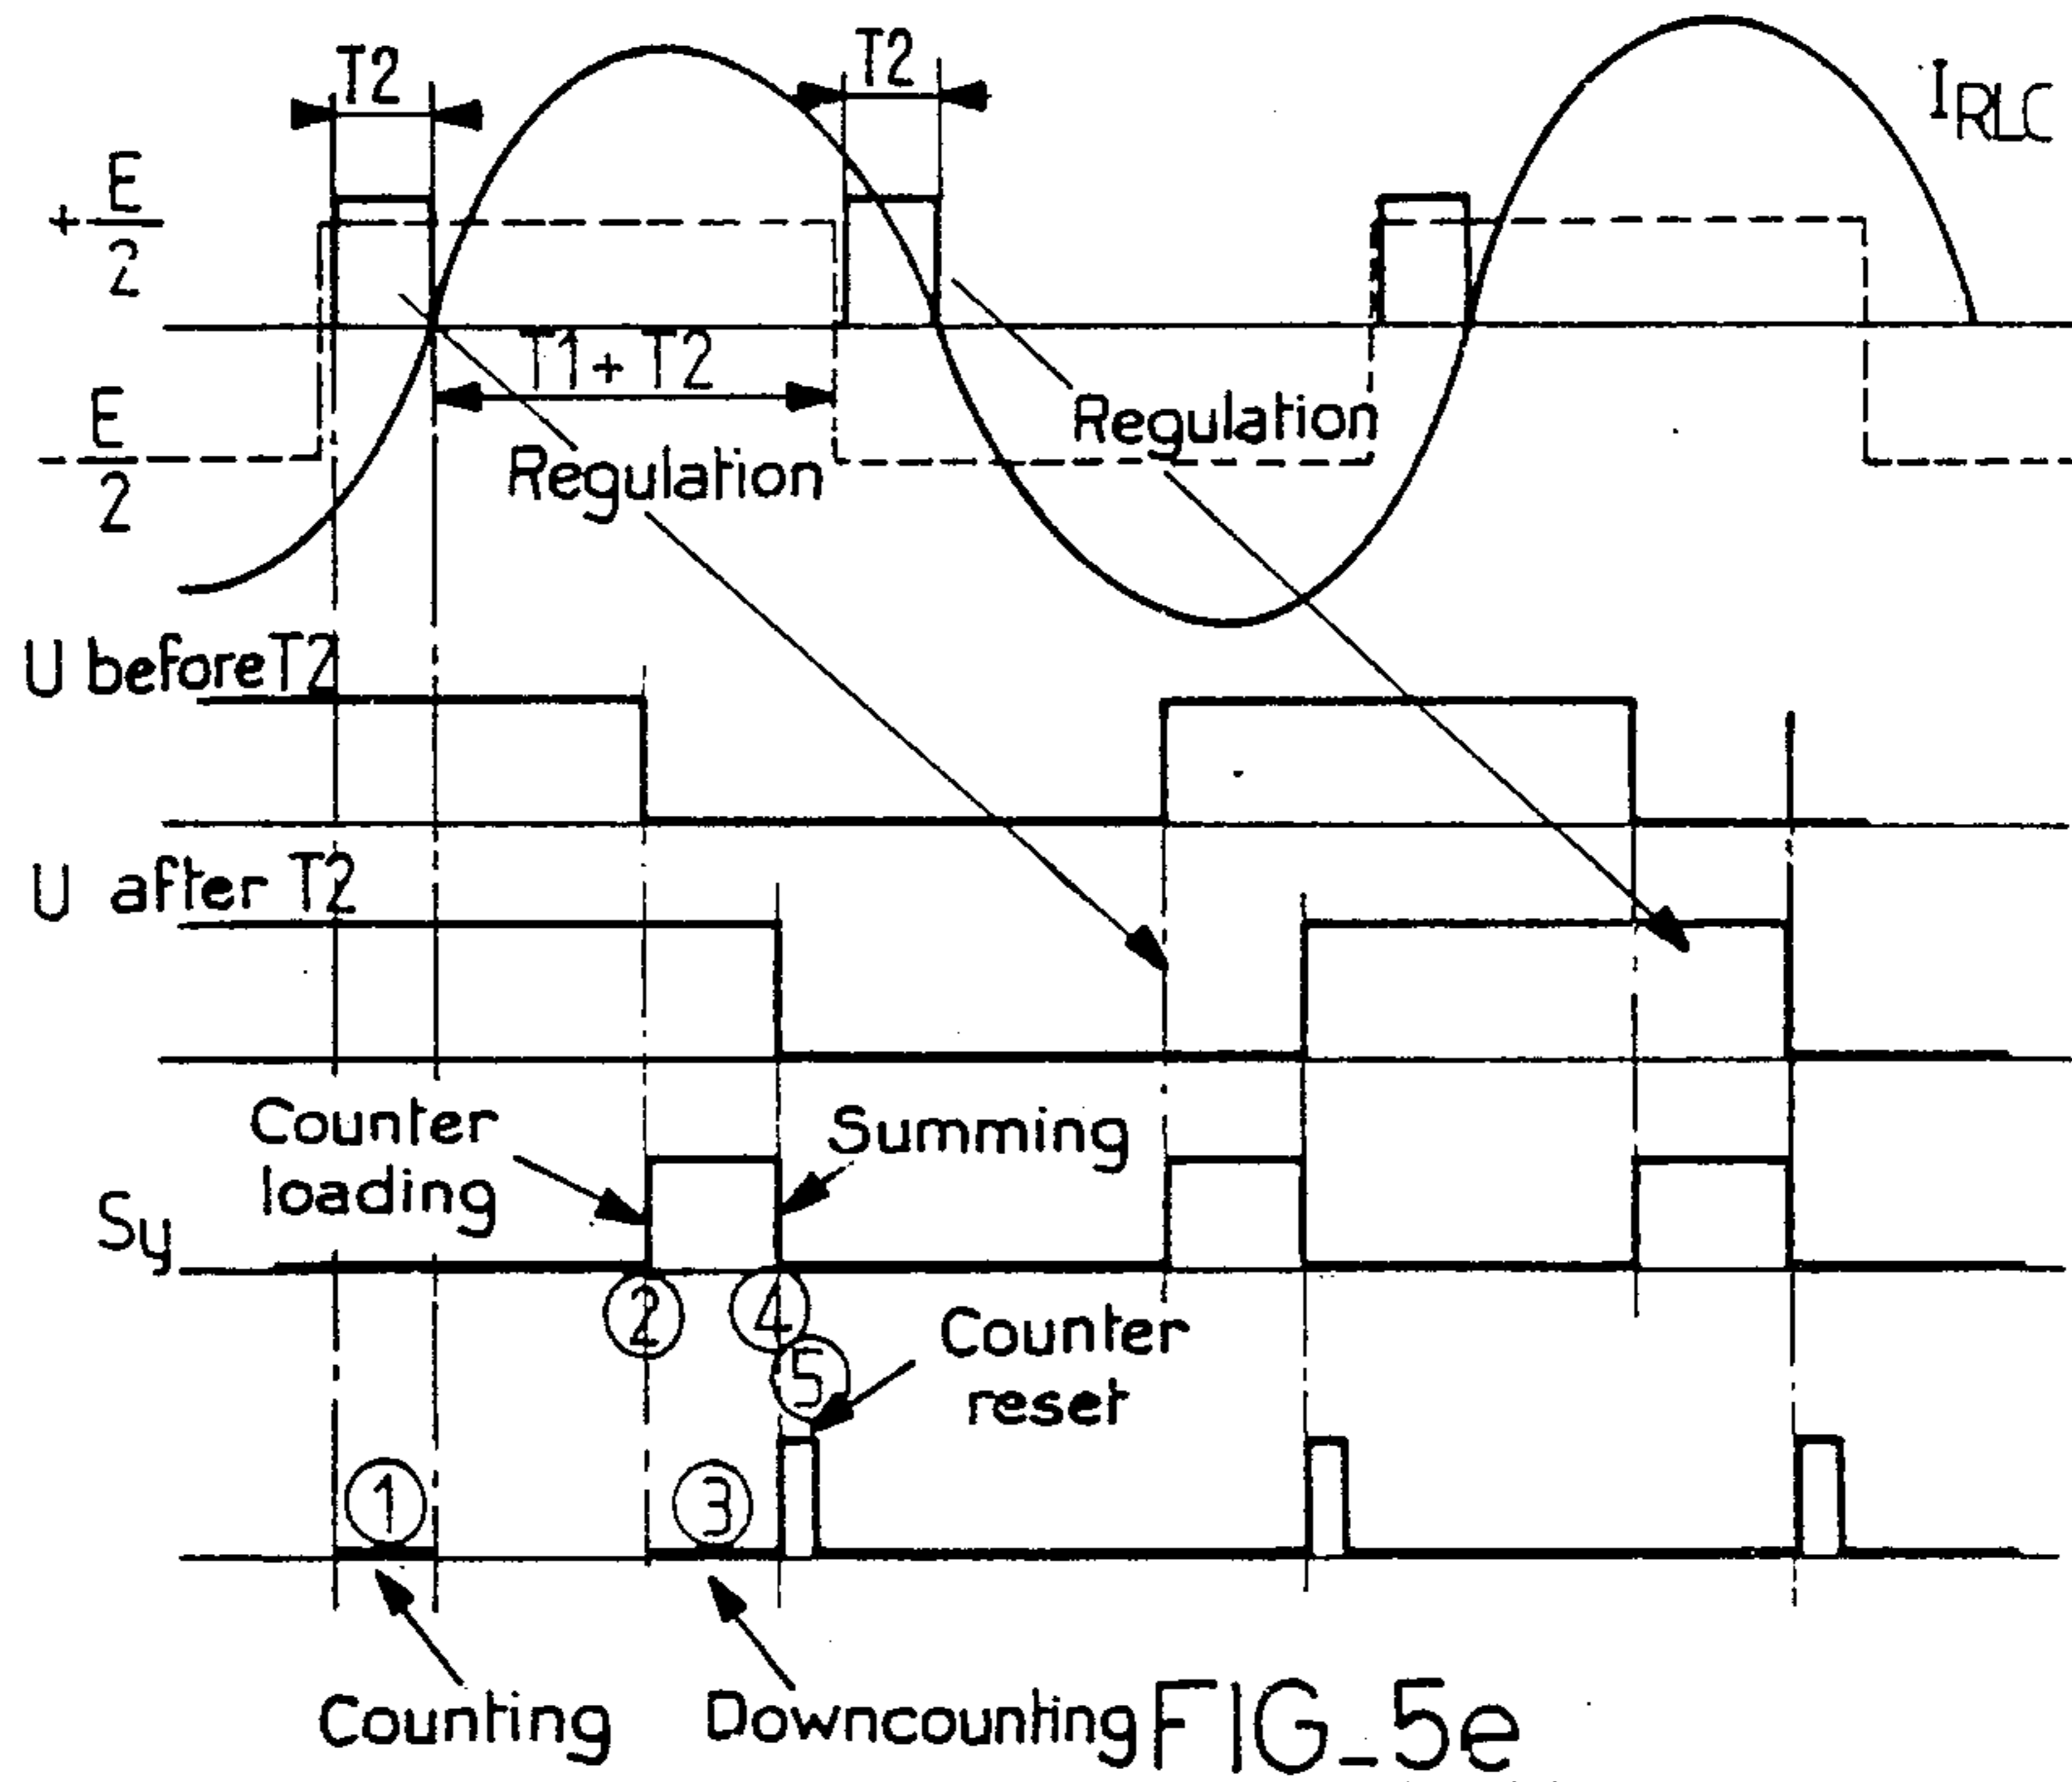 T2
T2
I RLC
+E/2
T1+T2
-E/2
Regulation
Regulation
U before T2
U after T2
Counter
loading
Summing
Sy
2
4
5
Counter
reset
1
3
Counting
Downcounting
FIG_5e